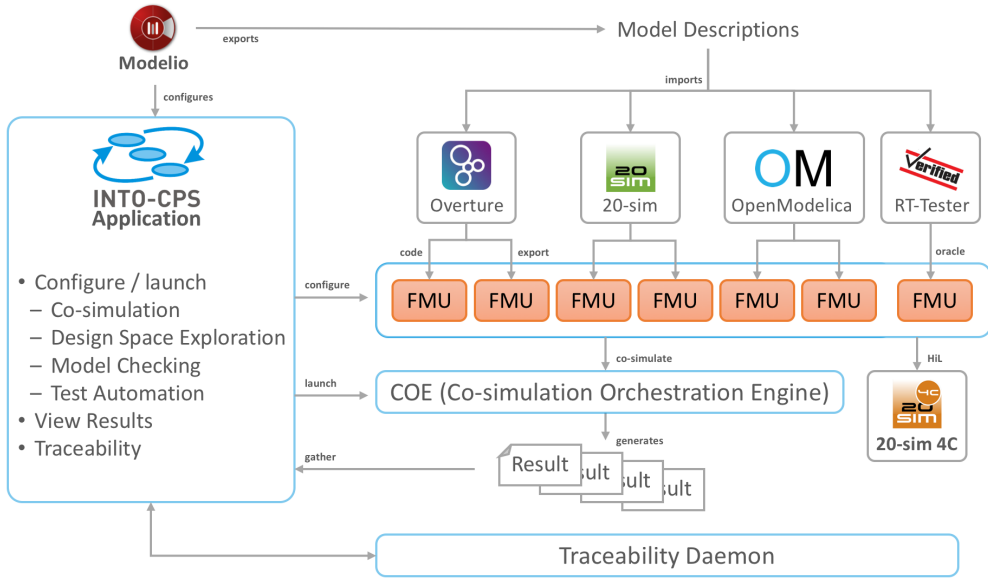 Modelio
exports
Model Descriptions
configures
imports
INTO-CPS
Application
• Configure / launch
– Co-simulation
– Design Space Exploration
– Model Checking
– Test Automation
• View Results
• Traceability
20
sim
OM
Verified
Overture
20-sim
OpenModelica
RT-Tester
code
export
oracle
configure
FMU
FMU
FMU
FMU
FMU
FMU
FMU
co-simulate
HiL
launch
COE (Co-simulation Orchestration Engine)
4C
20
sim
20-sim 4C
generates
gather
Result
sult
sult
sult
Traceability Daemon